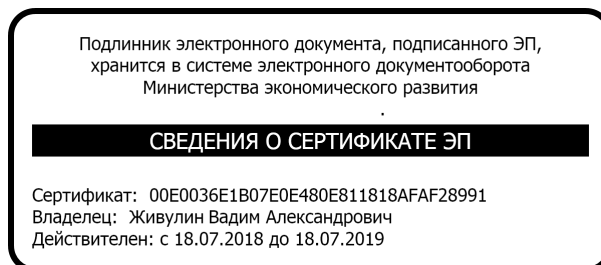 Подлинник электронного документа, подписанного ЭП,
хранится в системе электронного документооборота
Министерства экономического развития
.
СВЕДЕНИЯ О СЕРТИФИКАТЕ ЭП
Сертификат: 00E0036E1B07E0E480E811818AFAF28991
Владелец: Живулин Вадим Александрович
Действителен: с 18.07.2018 до 18.07.2019